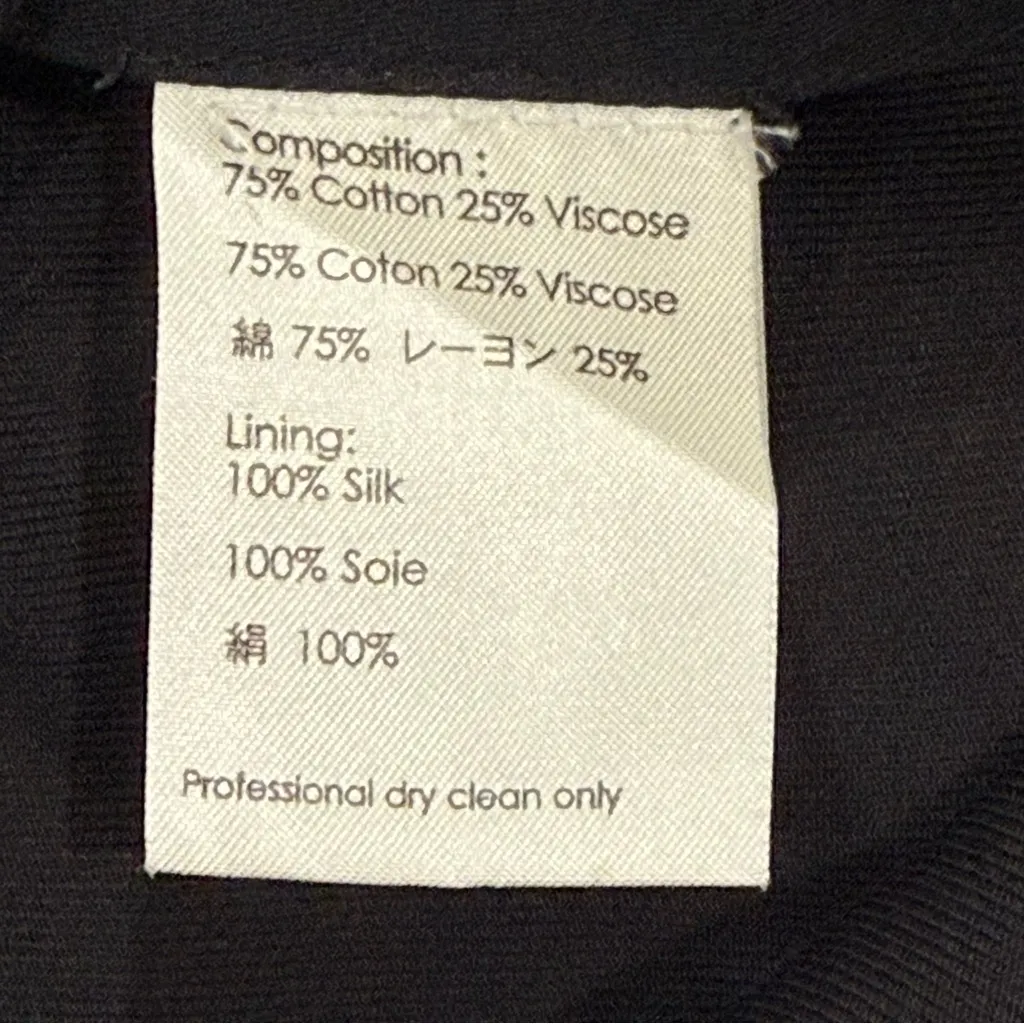 Composition :
75% Cotton 25% Viscose
75% Coton 25% Viscose
綿 75% レーヨン 25%
Lining:
100% Silk
100% Soie
絹 100%
Professional dry clean only